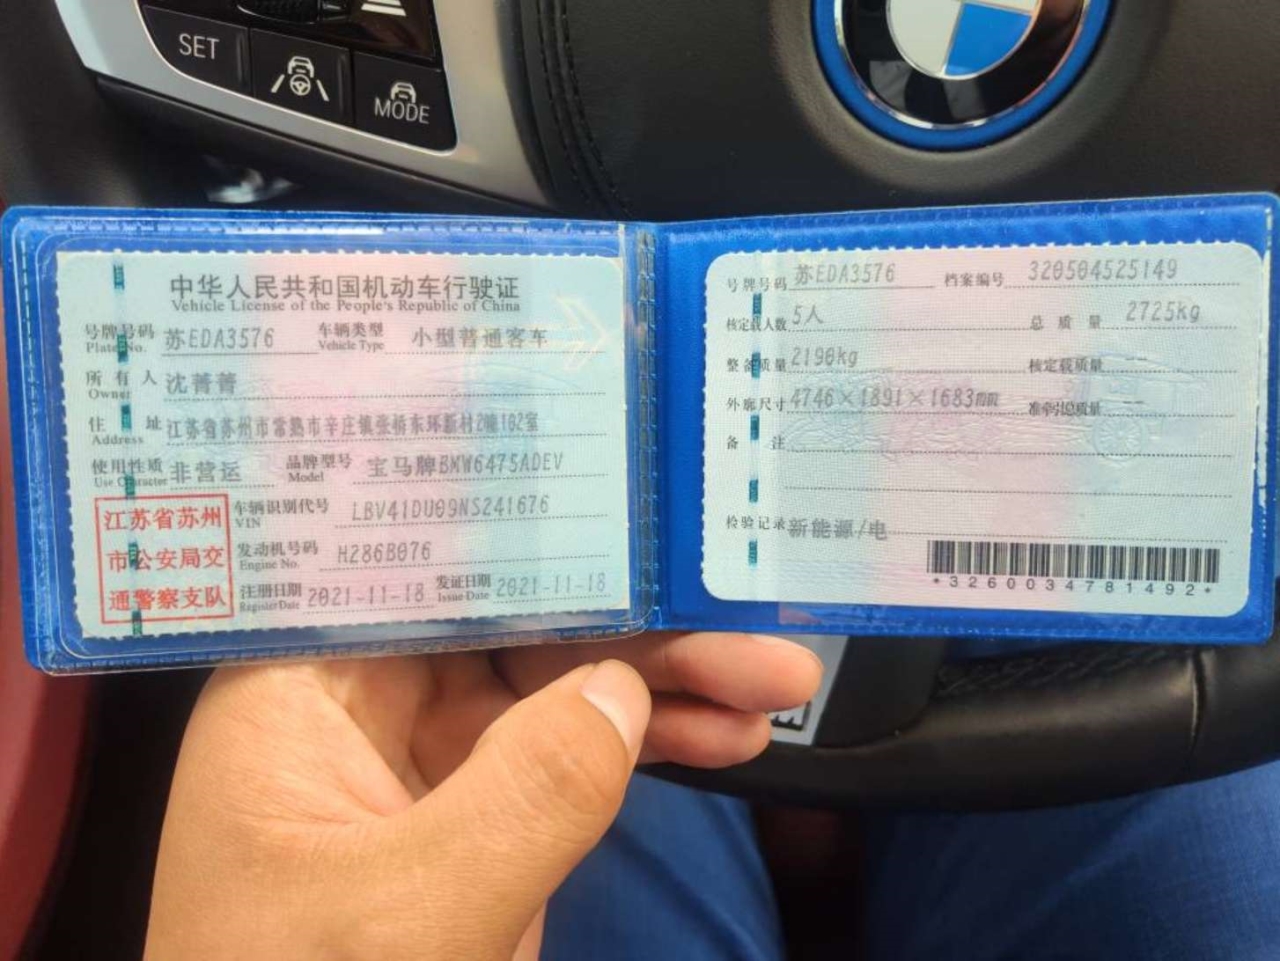 SET
MODE
中华人民共和国机动车行驶证
Vehicle License of the People's Republic of China
号牌号码 苏EDA3576 车辆类型 小型普通客车
Plate No. Vehicle Type
所有人 沈菁菁
Owner
住址 江苏省苏州市常熟市辛庄镇张桥东环新村2幢102室
Address
使用性质 非营运 品牌型号 宝马牌BMW6475ADEV
Use Character Model
江苏省苏州
市公安局交
通警察支队
车辆识别代号 LBV41DU09NS241676
VIN
发动机号码 H286B076
Engine No.
注册日期 2021-11-18 发证日期 2021-11-18
Register Date Issue Date
号牌号码 苏EDA3576 档案编号 320504525149
核定载人数 5人 总质量 2725kg
整备质量 2190kg 核定载质量 --
外廓尺寸 4746×1891×1683mm 准牵总质量 --
备注
检验记录 新能源/电
*3260034781492*